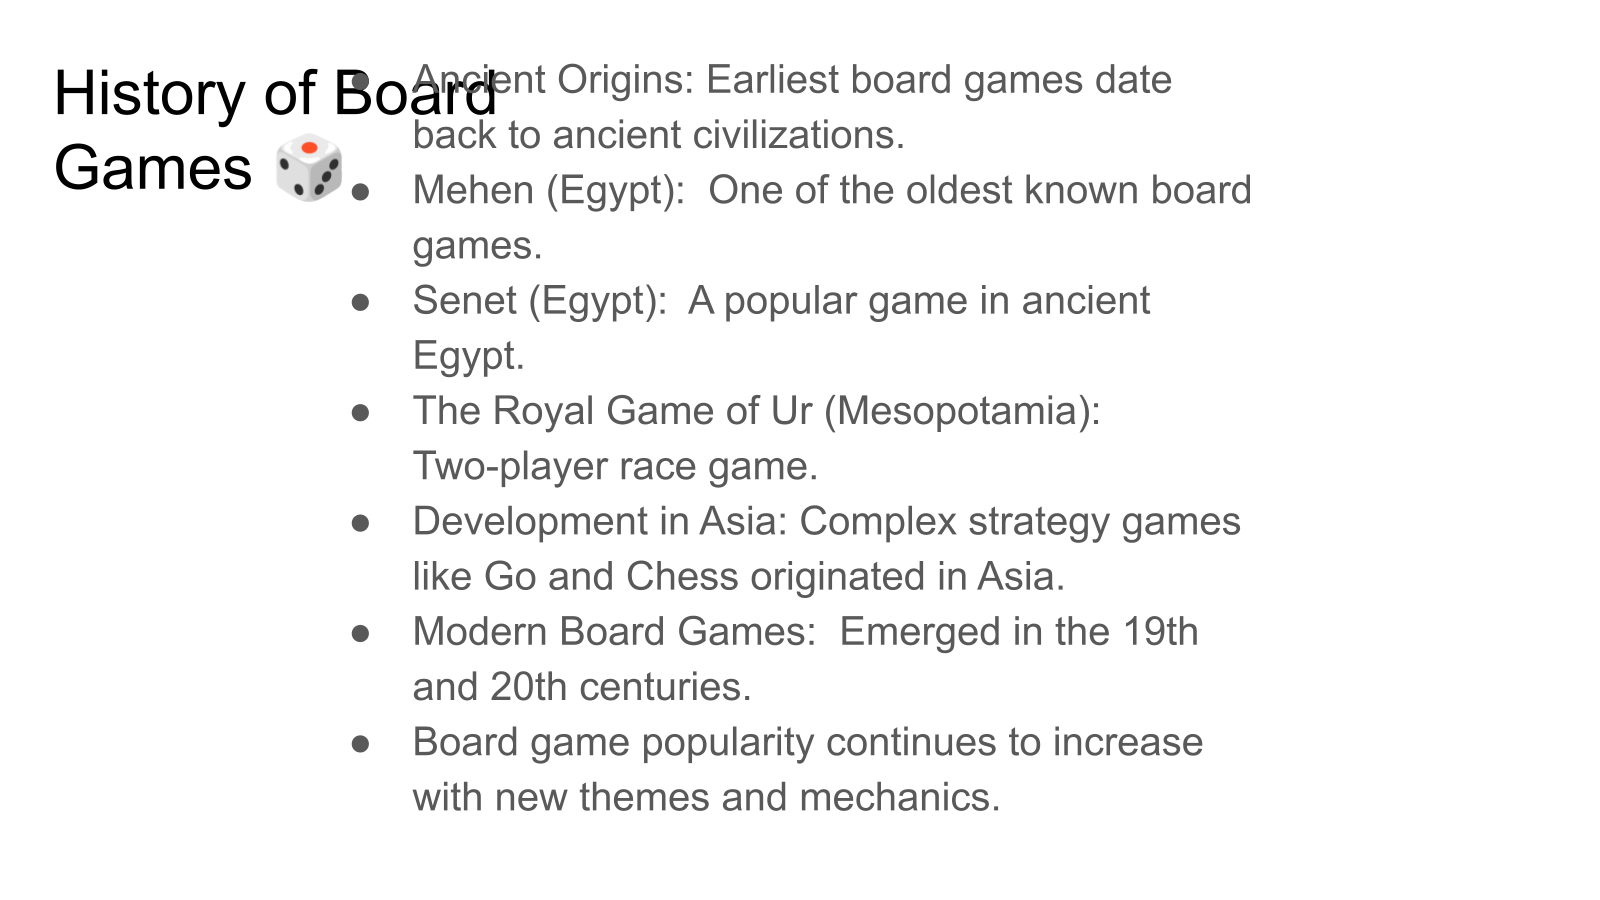 History of Board
Games 🎲
● Ancient Origins: Earliest board games date
back to ancient civilizations.
● Mehen (Egypt):  One of the oldest known board
games.
● Senet (Egypt):  A popular game in ancient
Egypt.
● The Royal Game of Ur (Mesopotamia):
Two-player race game.
● Development in Asia: Complex strategy games
like Go and Chess originated in Asia.
● Modern Board Games:  Emerged in the 19th
and 20th centuries.
● Board game popularity continues to increase
with new themes and mechanics.